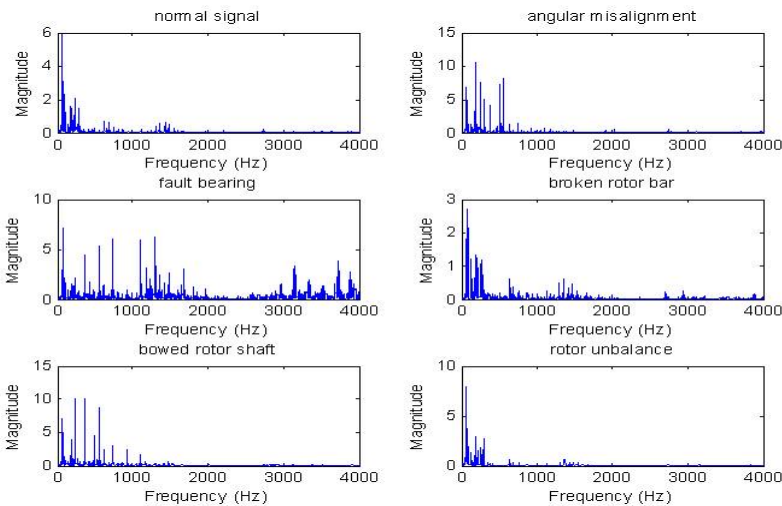 normal signal
6
4
2
0
Magnitude
0 1000 2000 3000 4000
Frequency (Hz)
angular misalignment
15
10
5
0
Magnitude
0 1000 2000 3000 4000
Frequency (Hz)
fault bearing
10
5
0
Magnitude
0 1000 2000 3000 4000
Frequency (Hz)
broken rotor bar
3
2
1
0
Magnitude
0 1000 2000 3000 4000
Frequency (Hz)
bowed rotor shaft
15
10
5
0
Magnitude
0 1000 2000 3000 4000
Frequency (Hz)
rotor unbalance
10
5
0
Magnitude
0 1000 2000 3000 4000
Frequency (Hz)